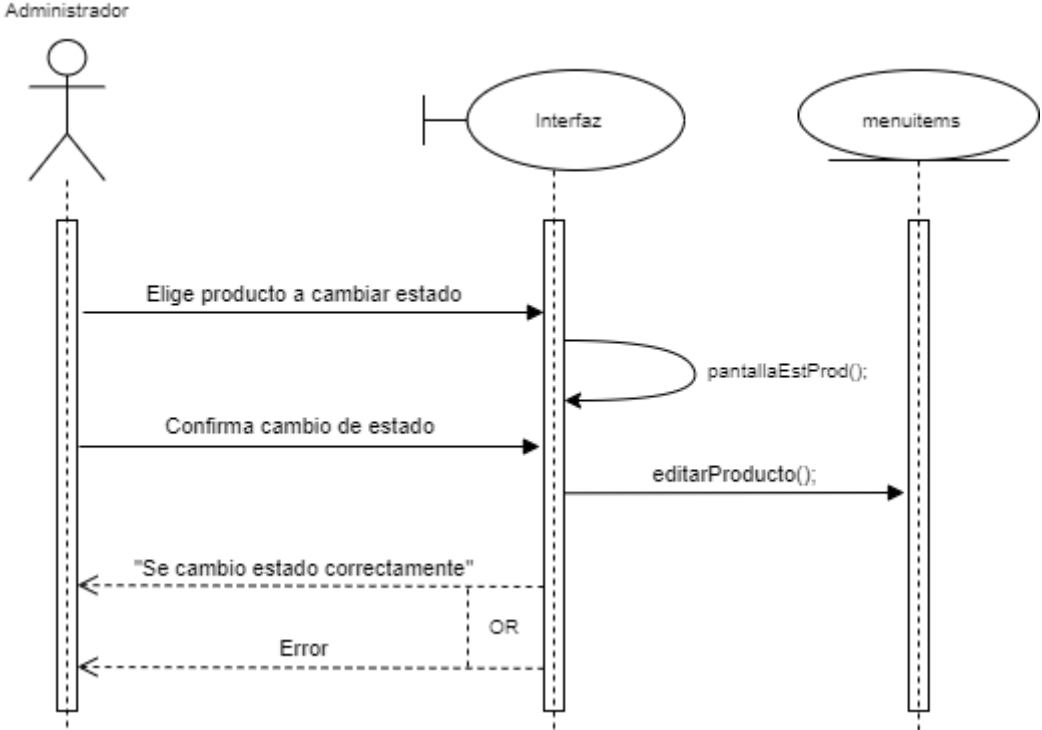 Administrador
Interfaz
menuitems
Elige producto a cambiar estado
pantallaEstProd();
Confirma cambio de estado
editarProducto();
"Se cambio estado correctamente"
OR
Error